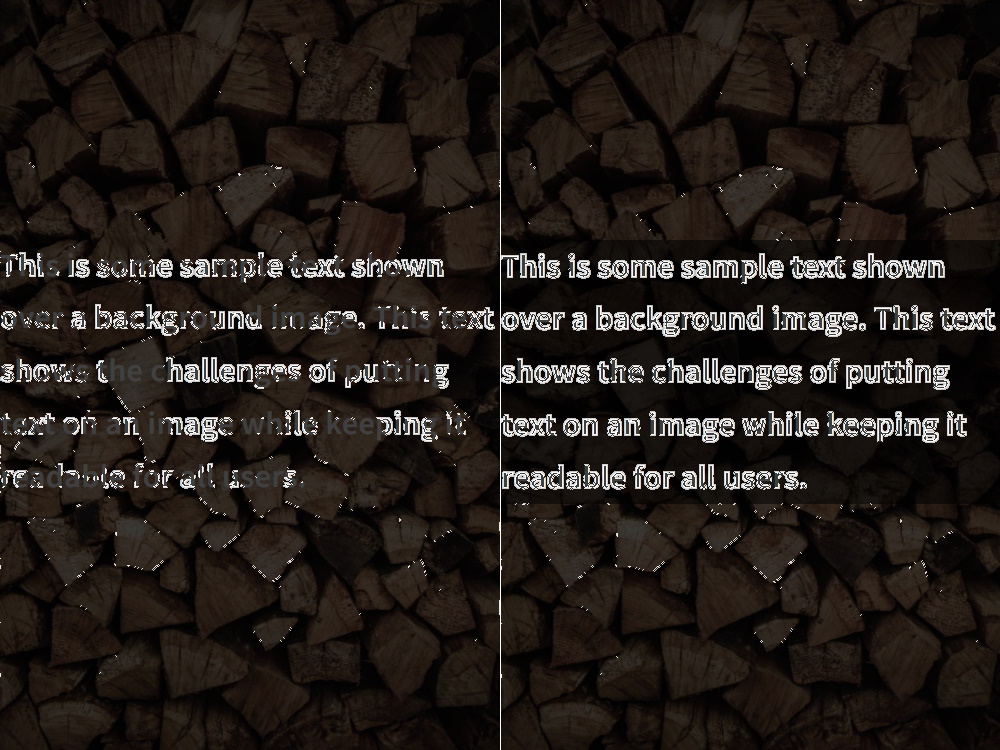 This is some sample text shown
over a background image. This text
shows the challenges of putting
text on an image while keeping it
readable for all users.
This is some sample text shown
over a background image. This text
shows the challenges of putting
text on an image while keeping it
readable for all users.